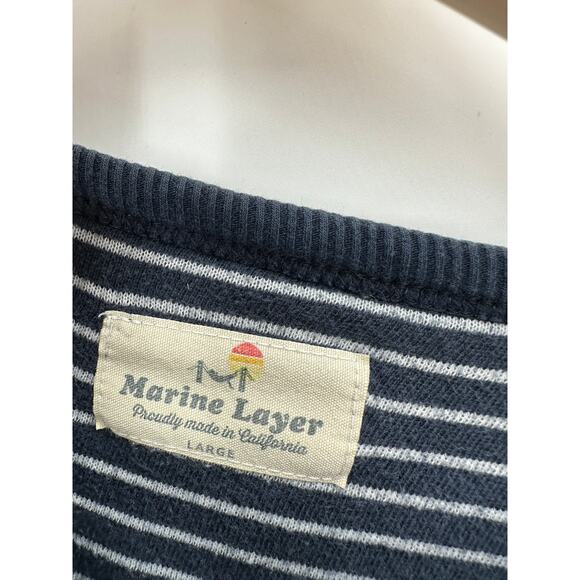 Marine Layer
Proudly made in California
LARGE